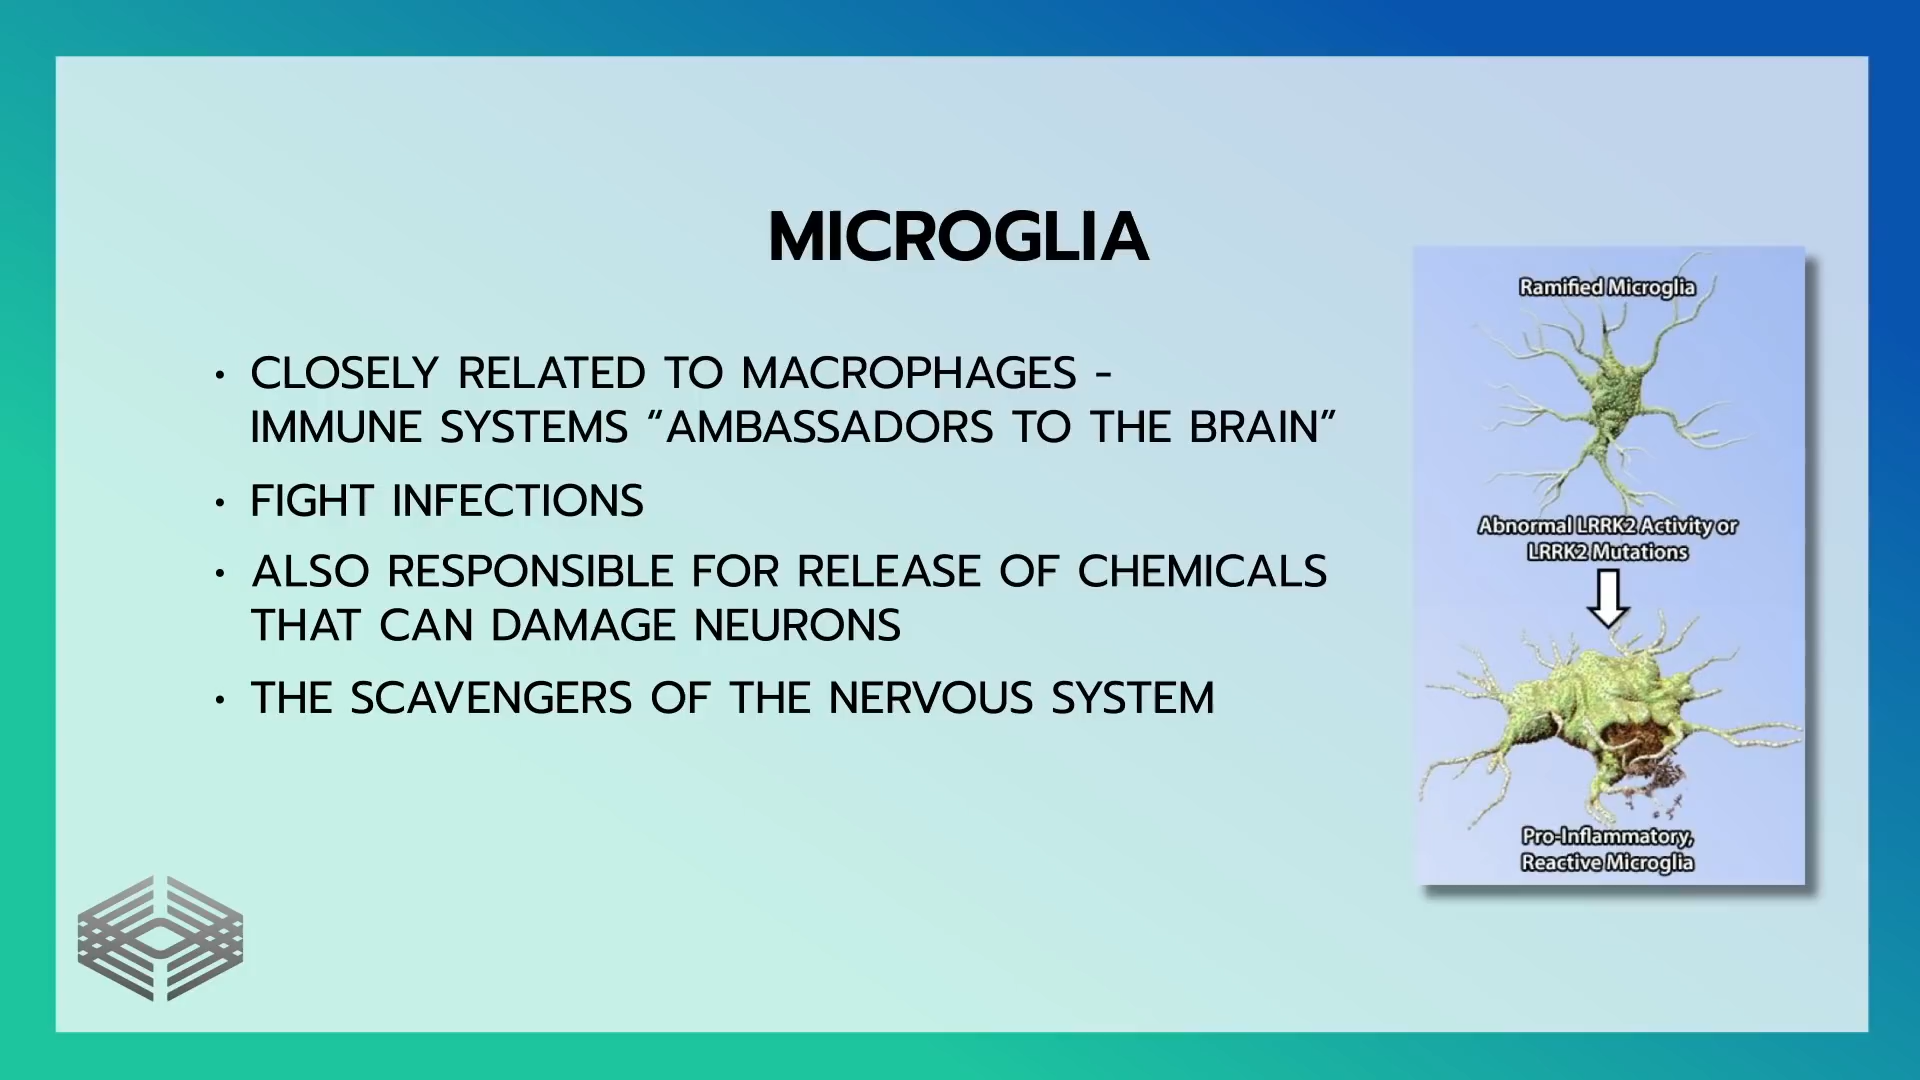 MICROGLIA
• CLOSELY RELATED TO MACROPHAGES -
IMMUNE SYSTEMS “AMBASSADORS TO THE BRAIN”
• FIGHT INFECTIONS
• ALSO RESPONSIBLE FOR RELEASE OF CHEMICALS
THAT CAN DAMAGE NEURONS
• THE SCAVENGERS OF THE NERVOUS SYSTEM
Ramified Microglia
Abnormal LRRK2 Activity or
LRRK2 Mutations
Pro-Inflammatory,
Reactive Microglia